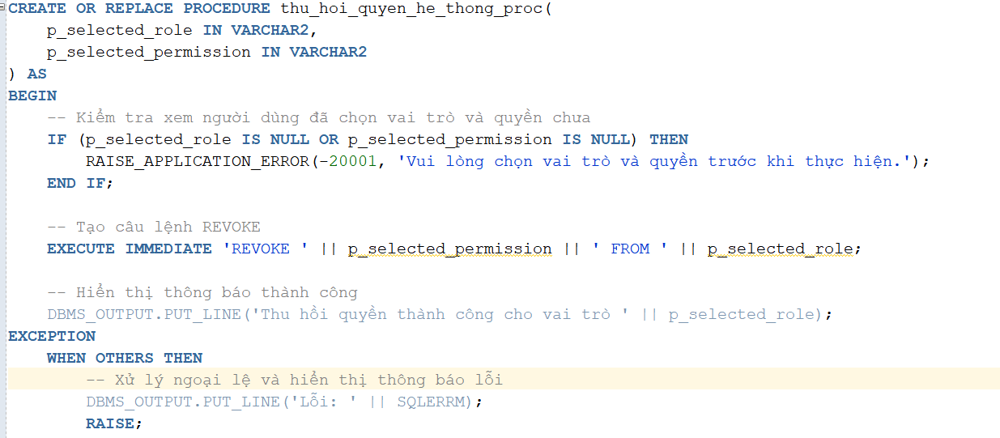 CREATE OR REPLACE PROCEDURE thu_hoi_quyen_he_thong_proc(
    p_selected_role IN VARCHAR2,
    p_selected_permission IN VARCHAR2
) AS
BEGIN
    -- Kiểm tra xem người dùng đã chọn vai trò và quyền chưa
    IF (p_selected_role IS NULL OR p_selected_permission IS NULL) THEN
        RAISE_APPLICATION_ERROR(-20001, 'Vui lòng chọn vai trò và quyền trước khi thực hiện.');
    END IF;
    -- Tạo câu lệnh REVOKE
    EXECUTE IMMEDIATE 'REVOKE ' || p_selected_permission || ' FROM ' || p_selected_role;
    -- Hiển thị thông báo thành công
    DBMS_OUTPUT.PUT_LINE('Thu hồi quyền thành công cho vai trò ' || p_selected_role);
EXCEPTION
    WHEN OTHERS THEN
        -- Xử lý ngoại lệ và hiển thị thông báo lỗi
        DBMS_OUTPUT.PUT_LINE('Lỗi: ' || SQLERRM);
        RAISE;